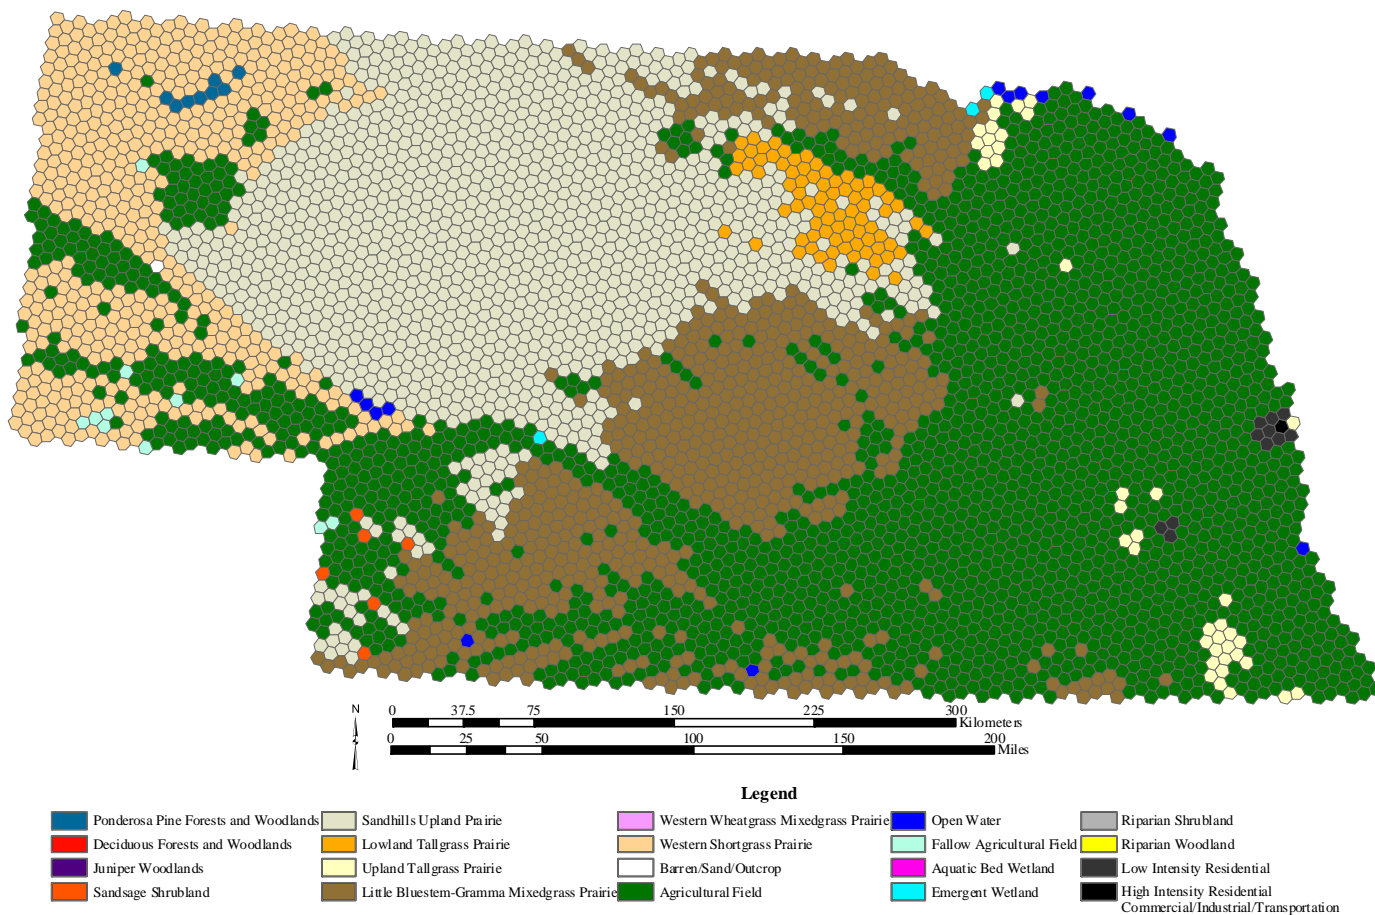 N
0 37.5 75 150 225 300
Kilometers
0 25 50 100 150 200
Miles
Legend
Ponderosa Pine Forests and Woodlands
Deciduous Forests and Woodlands
Juniper Woodlands
Sandsage Shrubland
Sandhills Upland Prairie
Lowland Tallgrass Prairie
Upland Tallgrass Prairie
Little Bluestem-Gramma Mixedgrass Prairie
Western Wheatgrass Mixedgrass Prairie
Western Shortgrass Prairie
Barren/Sand/Outcrop
Agricultural Field
Open Water
Fallow Agricultural Field
Aquatic Bed Wetland
Emergent Wetland
Riparian Shrubland
Riparian Woodland
Low Intensity Residential
High Intensity Residential
Commercial/Industrial/Transportation